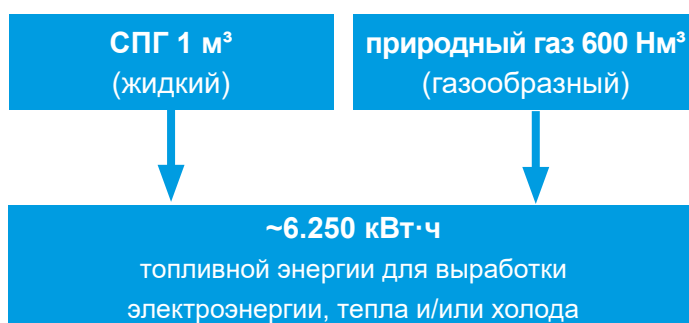 СПГ 1 м³
(жидкий)
природный газ 600 Нм³
(газообразный)
~6.250 кВт·ч
топливной энергии для выработки
электроэнергии, тепла и/или холода